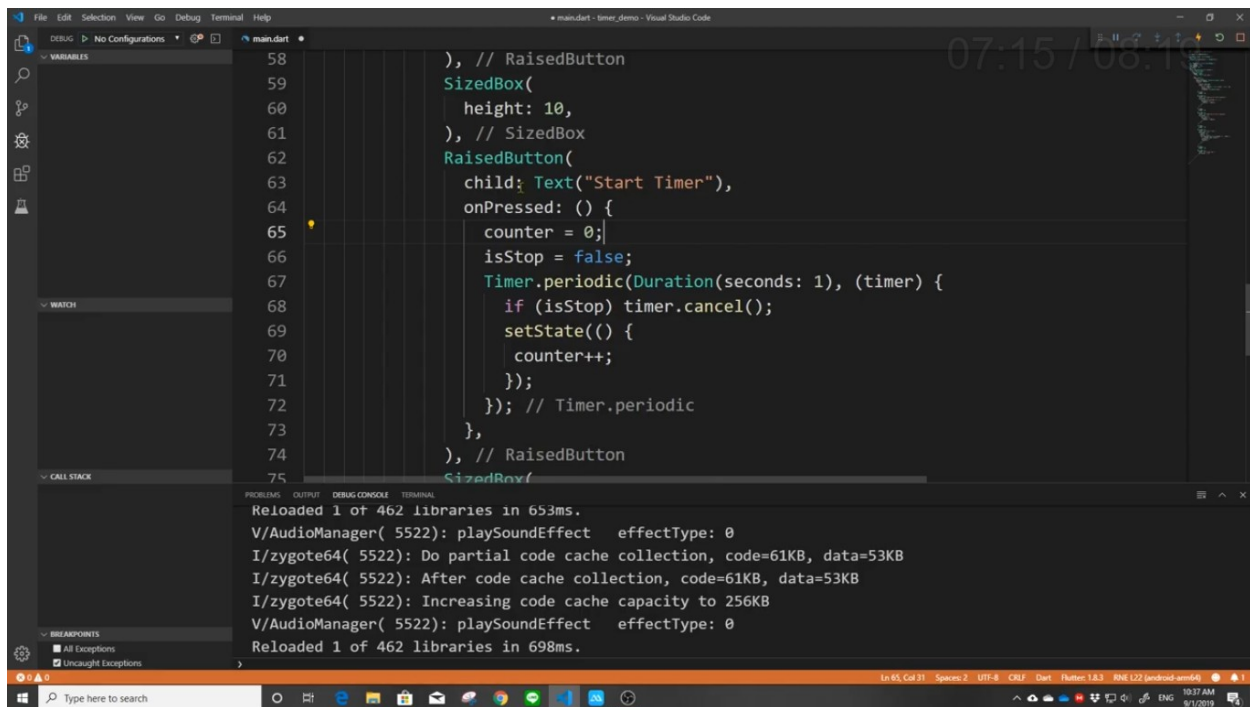 File Edit Selection View Go Debug Terminal Help
● main.dart - timer_demo - Visual Studio Code
DEBUG No Configurations
main.dart ●
07:15 / 08:19
VARIABLES
58 ), // RaisedButton
59 SizedBox(
60 height: 10,
61 ), // SizedBox
62 RaisedButton(
63 child: Text("Start Timer"),
64 onPressed: () {
65 counter = 0;
66 isStop = false;
67 Timer.periodic(Duration(seconds: 1), (timer) {
68 if (isStop) timer.cancel();
69 setState(() {
70 counter++;
71 });
72 }); // Timer.periodic
73 },
74 ), // RaisedButton
75 SizedBox(
WATCH
CALL STACK
PROBLEMS OUTPUT DEBUG CONSOLE TERMINAL
Reloaded 1 of 462 libraries in 653ms.
V/AudioManager( 5522): playSoundEffect effectType: 0
I/zygote64( 5522): Do partial code cache collection, code=61KB, data=53KB
I/zygote64( 5522): After code cache collection, code=61KB, data=53KB
I/zygote64( 5522): Increasing code cache capacity to 256KB
V/AudioManager( 5522): playSoundEffect effectType: 0
Reloaded 1 of 462 libraries in 698ms.
BREAKPOINTS
All Exceptions
Uncaught Exceptions
0 0
Ln 65, Col 31 Spaces: 2 UTF-8 CRLF Dart Flutter: 1.8.3 RNE L22 (android-arm64) 1
Type here to search
ENG
10:37 AM
9/1/2019